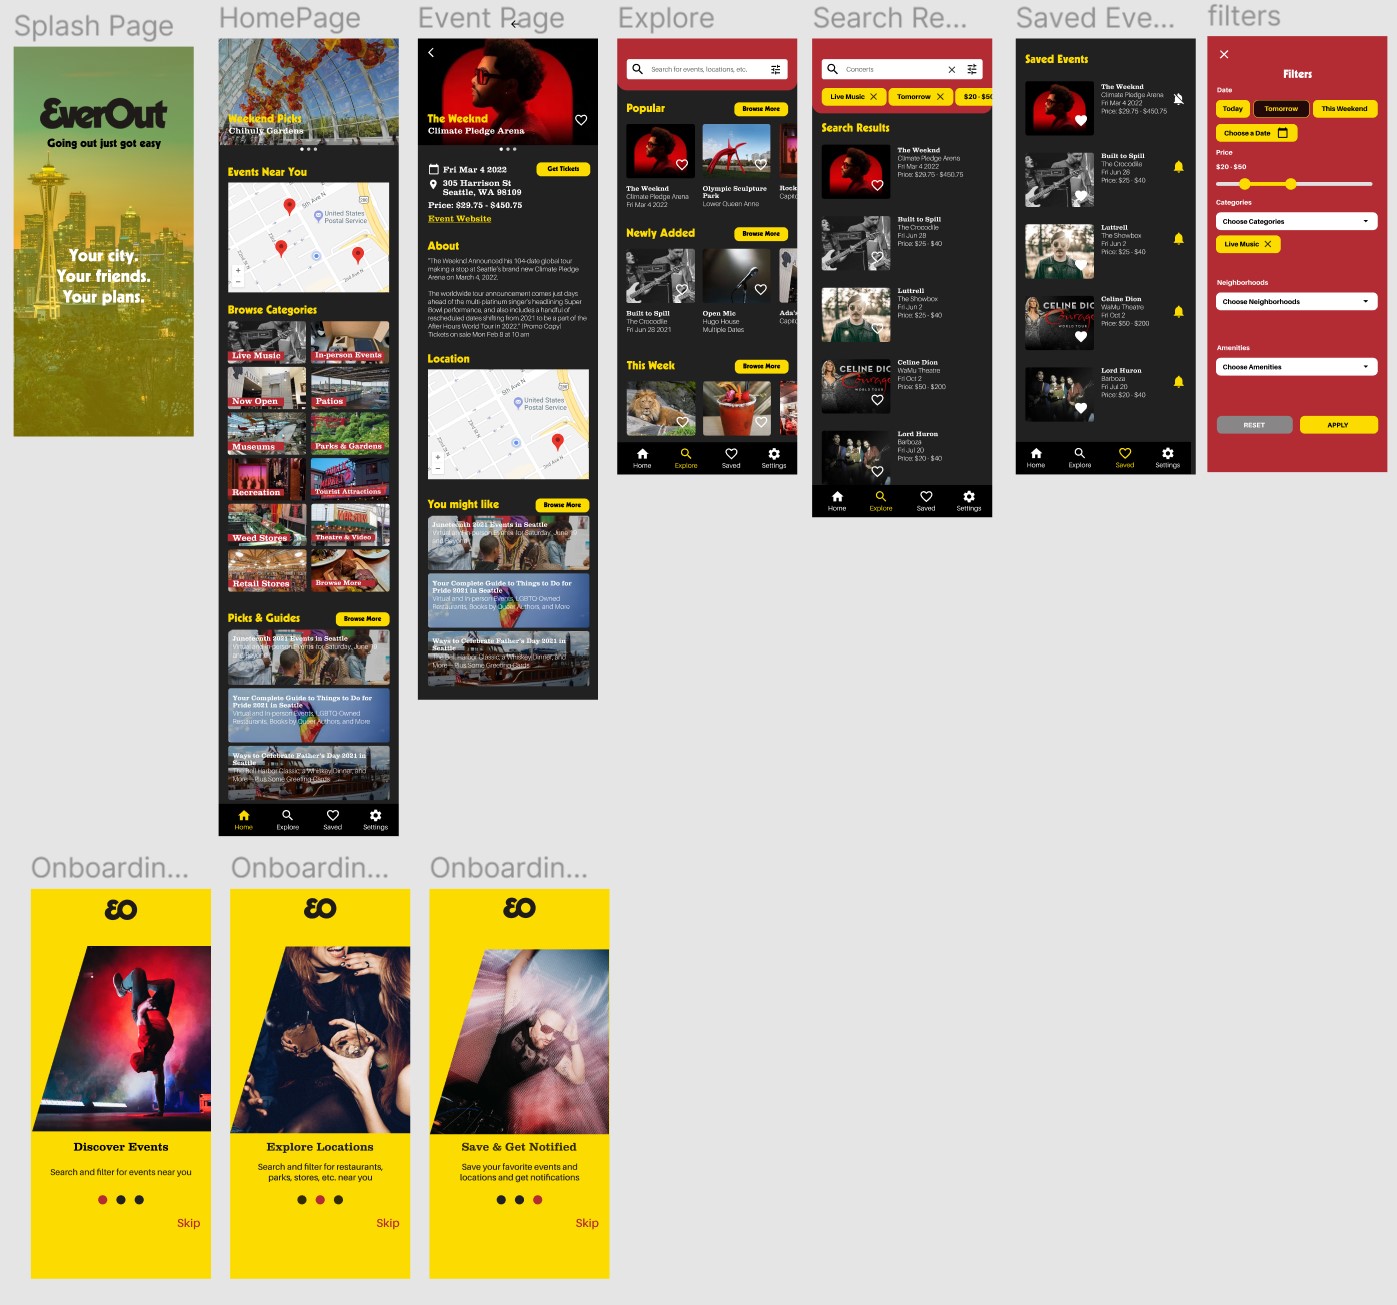 Splash Page
EverOut
Going out just got easy
Your city.
Your friends.
Your plans.
HomePage
Weekend Picks
Chihuly Gardens
Events Near You
5th Ave N
United States
Postal Service
+
−
Browse Categories
Live Music
In-person Events
Now Open
Patios
Museums
Parks & Gardens
Recreation
Tourist Attractions
Weed Stores
Theatre & Video
Retail Stores
Browse More
Picks & Guides
Browse More
Juneteenth 2021 Events in Seattle
Virtual and in-person Events for Saturday, June 19
and Beyond
Your Complete Guide to Things to Do for
Pride 2021 in Seattle
Virtual and In-person Events, LGBTQ-Owned
Restaurants, Books by Queer Authors, and More
Ways to Celebrate Father's Day 2021 in
Seattle
The Bell Harbor Classic, a Whiskey Dinner, and
More—Plus Some Greeting Cards
Home
Explore
Saved
Settings
Event Page
The Weeknd
Climate Pledge Arena
Fri Mar 4 2022
Get Tickets
305 Harrison St
Seattle, WA 98109
Price: $29.75 - $450.75
Event Website
About
"The Weeknd Announced his 104-date global tour
making a stop at Seattle's brand new Climate Pledge
Arena on March 4, 2022.
The worldwide tour announcement comes just days
ahead of the multi-platinum singer's headlining Super
Bowl performance, and also includes a handful of
rescheduled dates shifting from 2021 to be a part of the
After Hours World Tour in 2022." (Promo Copy)
Tickets on sale Mon Feb 8 at 10 am
Location
5th Ave N
United States
Postal Service
+
−
You might like
Browse More
Juneteenth 2021 Events in Seattle
Virtual and in-person Events for Saturday, June 19
and Beyond
Your Complete Guide to Things to Do for
Pride 2021 in Seattle
Virtual and In-person Events, LGBTQ-Owned
Restaurants, Books by Queer Authors, and More
Ways to Celebrate Father's Day 2021 in
Seattle
The Bell Harbor Classic, a Whiskey Dinner, and
More—Plus Some Greeting Cards
Explore
Search for events, locations, etc.
Popular
Browse More
The Weeknd
Climate Pledge Arena
Fri Mar 4 2022
Olympic Sculpture
Park
Lower Queen Anne
Rock
Capito
Newly Added
Browse More
Built to Spill
The Crocodile
Fri Jun 28 2021
Open Mic
Hugo House
Multiple Dates
Ada's
Capito
This Week
Browse More
Home
Explore
Saved
Settings
Search Re...
Concerts
Live Music
Tomorrow
$20 - $50
Search Results
The Weeknd
Climate Pledge Arena
Fri Mar 4 2022
Price: $29.75 - $450.75
Built to Spill
The Crocodile
Fri Jun 28
Price: $25 - $40
Luttrell
The Showbox
Fri Jun 2
Price: $25 - $40
CELINE DIO
Courage
WORLD TOUR
Celine Dion
WaMu Theatre
Fri Oct 2
Price: $50 - $200
Lord Huron
Barboza
Fri Jul 20
Price: $20 - $40
Home
Explore
Saved
Settings
Saved Eve...
Saved Events
The Weeknd
Climate Pledge Arena
Fri Mar 4 2022
Price: $29.75 - $450.75
Built to Spill
The Crocodile
Fri Jun 28
Price: $25 - $40
Luttrell
The Showbox
Fri Jun 2
Price: $25 - $40
CELINE DION
Courage
WORLD TOUR
Celine Dion
WaMu Theatre
Fri Oct 2
Price: $50 - $200
Lord Huron
Barboza
Fri Jul 20
Price: $20 - $40
Home
Explore
Saved
Settings
filters
Filters
Date
Today
Tomorrow
This Weekend
Choose a Date
Price
$20 - $50
Categories
Choose Categories
Live Music
Neighborhoods
Choose Neighborhoods
Amenities
Choose Amenities
RESET
APPLY
Onboardin...
EO
Discover Events
Search and filter for events near you
Skip
Onboardin...
EO
Explore Locations
Search and filter for restaurants,
parks, stores, etc. near you
Skip
Onboardin...
EO
Save & Get Notified
Save your favorite events and
locations and get notifications
Skip